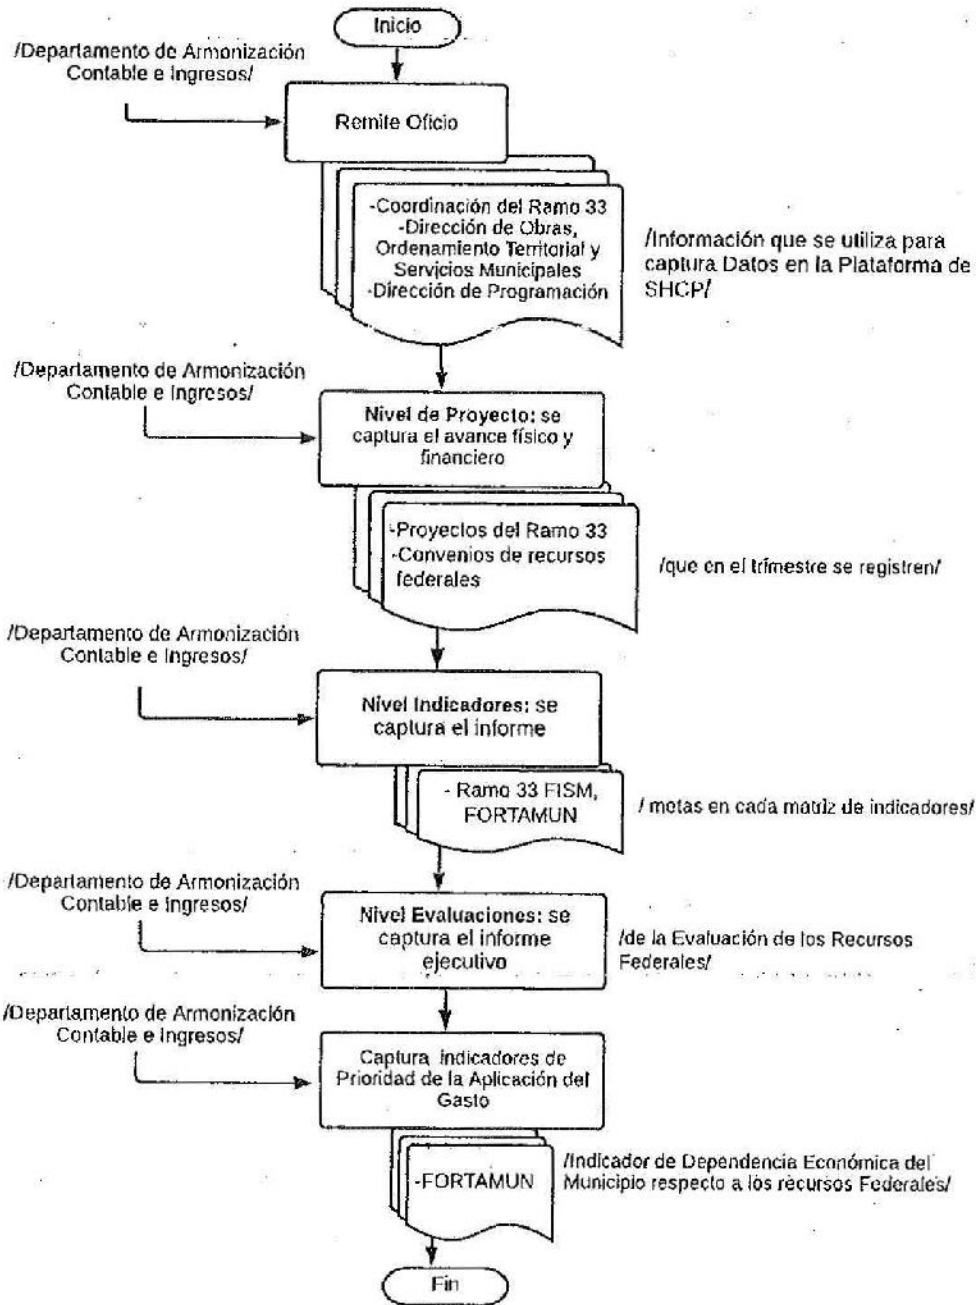 Inicio
/Departamento de Armonización
Contable e Ingresos/
Remite Oficio
-Coordinación del Ramo 33
-Dirección de Obras,
Ordenamiento Territorial y
Servicios Municipales
-Dirección de Programación
/Información que se utiliza para
captura Datos en la Plataforma de
SHCP/
/Departamento de Armonización
Contable e Ingresos/
Nivel de Proyecto: se
captura el avance físico y
financiero
-Proyectos del Ramo 33
-Convenios de recursos
federales
/que en el trimestre se registren/
/Departamento de Armonización
Contable e Ingresos/
Nivel Indicadores: se
captura el informe
- Ramo 33 FISM,
FORTAMUN
/ metas en cada matriz de indicadores/
/Departamento de Armonización
Contable e Ingresos/
Nivel Evaluaciones: se
captura el informe
ejecutivo
/de la Evaluación de los Recursos
Federales/
/Departamento de Armonización
Contable e Ingresos/
Captura indicadores de
Prioridad de la Aplicación del
Gasto
-FORTAMUN
/Indicador de Dependencia Económica del
Municipio respecto a los recursos Federales/
Fin